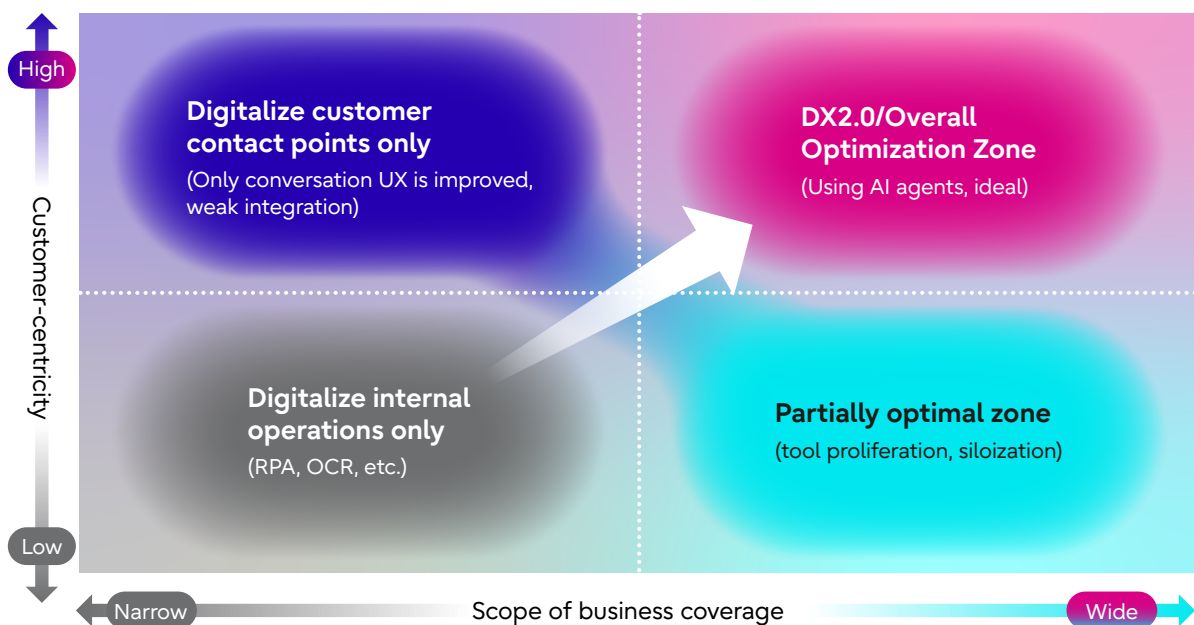 High
Digitalize customer
contact points only
(Only conversation UX is improved,
weak integration)
DX2.0/Overall
Optimization Zone
(Using AI agents, ideal)
Customer-centricity
Digitalize internal
operations only
(RPA, OCR, etc.)
Partially optimal zone
(tool proliferation, siloization)
Low
Narrow
Scope of business coverage
Wide